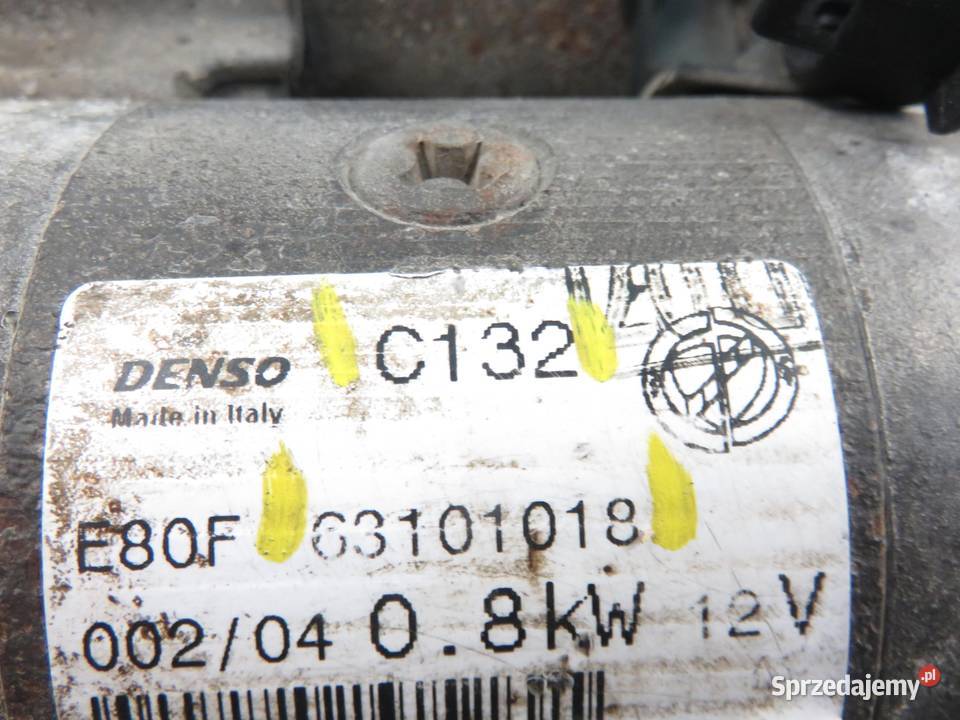 DENSO C132
Made in Italy
E80F 63101018
002/04 0.8kW 12V
Sprzedajemy.pl